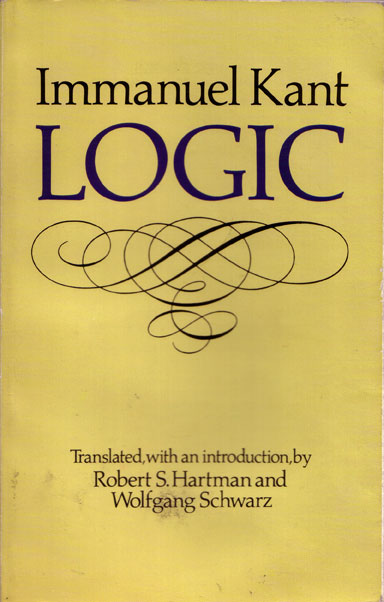 Immanuel Kant
LOGIC
Translated, with an introduction, by
Robert S. Hartman and
Wolfgang Schwarz